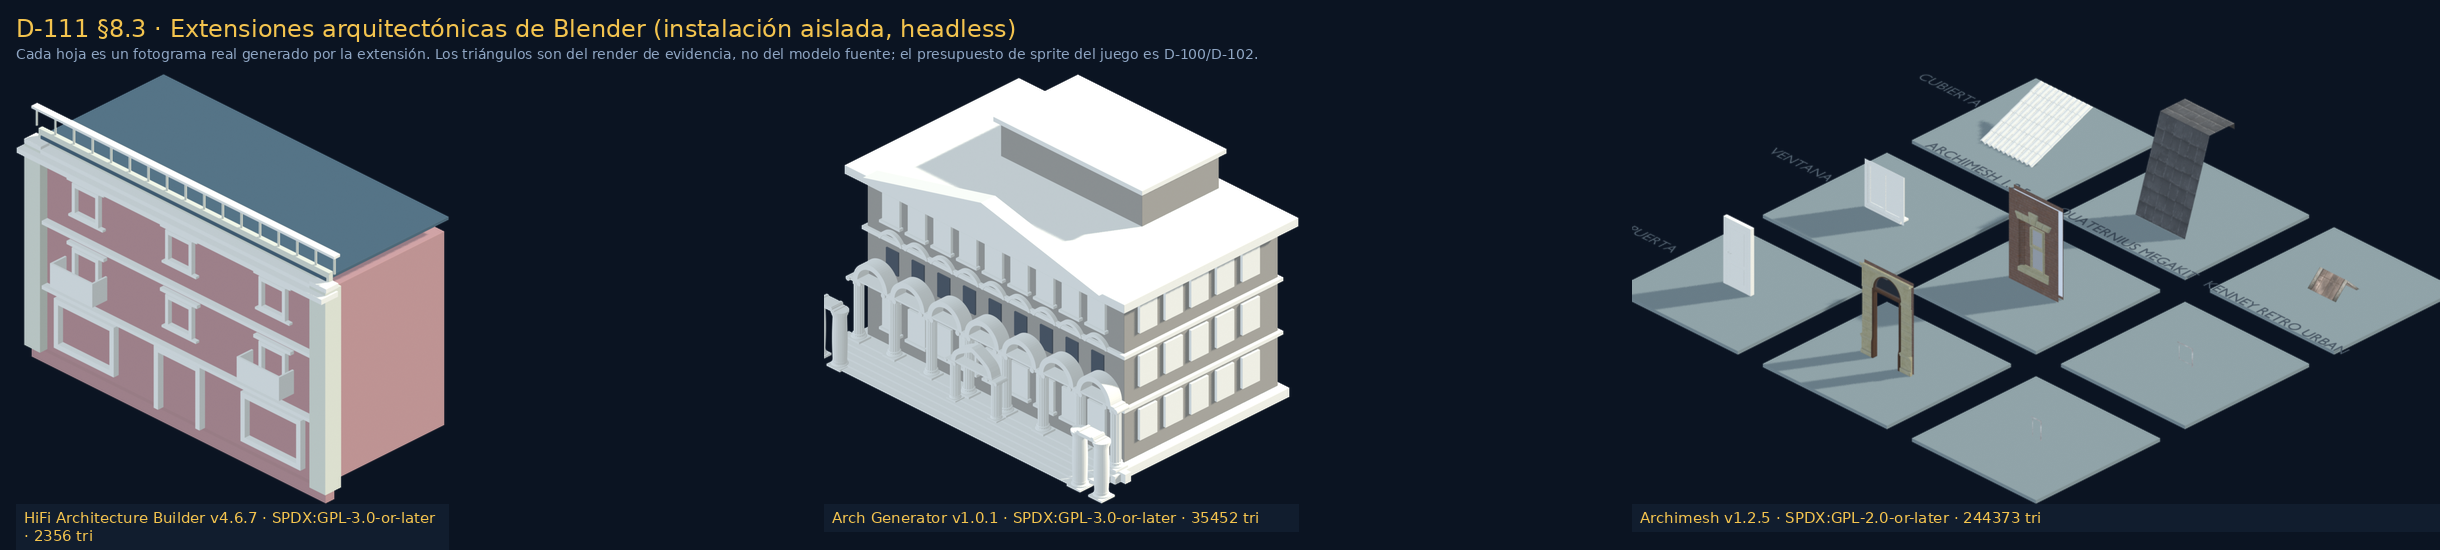 D-111 §8.3 · Extensiones arquitectónicas de Blender (instalación aislada, headless)
Cada hoja es un fotograma real generado por la extensión. Los triángulos son del render de evidencia, no del modelo fuente; el presupuesto de sprite del juego es D-100/D-102.
CUBIERTA
VENTANA
PUERTA
ARCHIMESH 1.2.5
QUATERNIUS MEGAKIT
KENNEY RETRO URBAN
HiFi Architecture Builder v4.6.7 · SPDX:GPL-3.0-or-later
· 2356 tri
Arch Generator v1.0.1 · SPDX:GPL-3.0-or-later · 35452 tri
Archimesh v1.2.5 · SPDX:GPL-2.0-or-later · 244373 tri